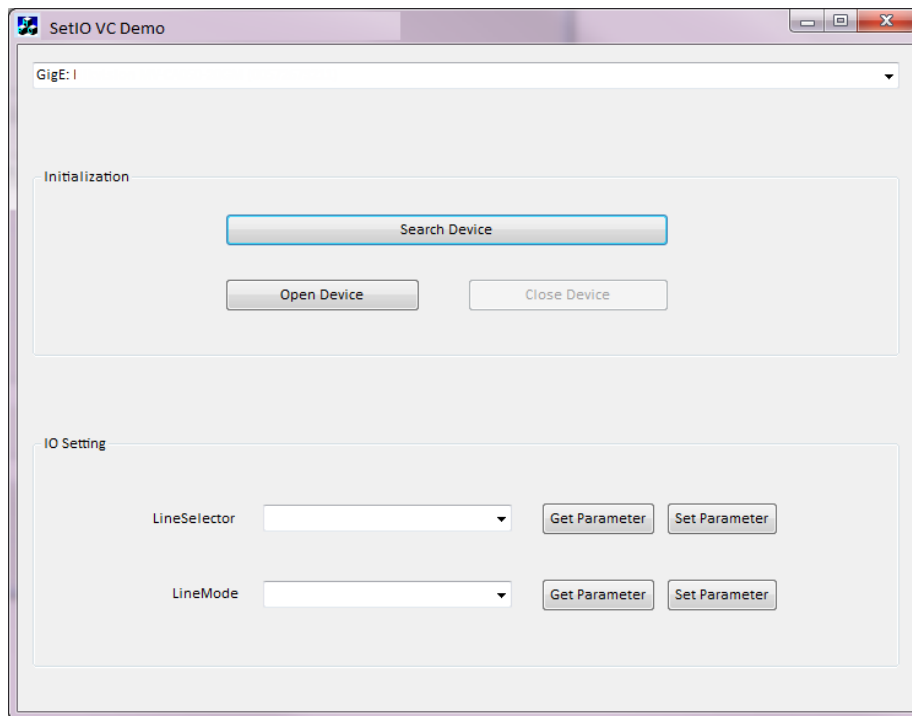 SetIO VC Demo
GigE: I
Initialization
Search Device
Open Device Close Device
IO Setting
LineSelector Get Parameter Set Parameter
LineMode Get Parameter Set Parameter